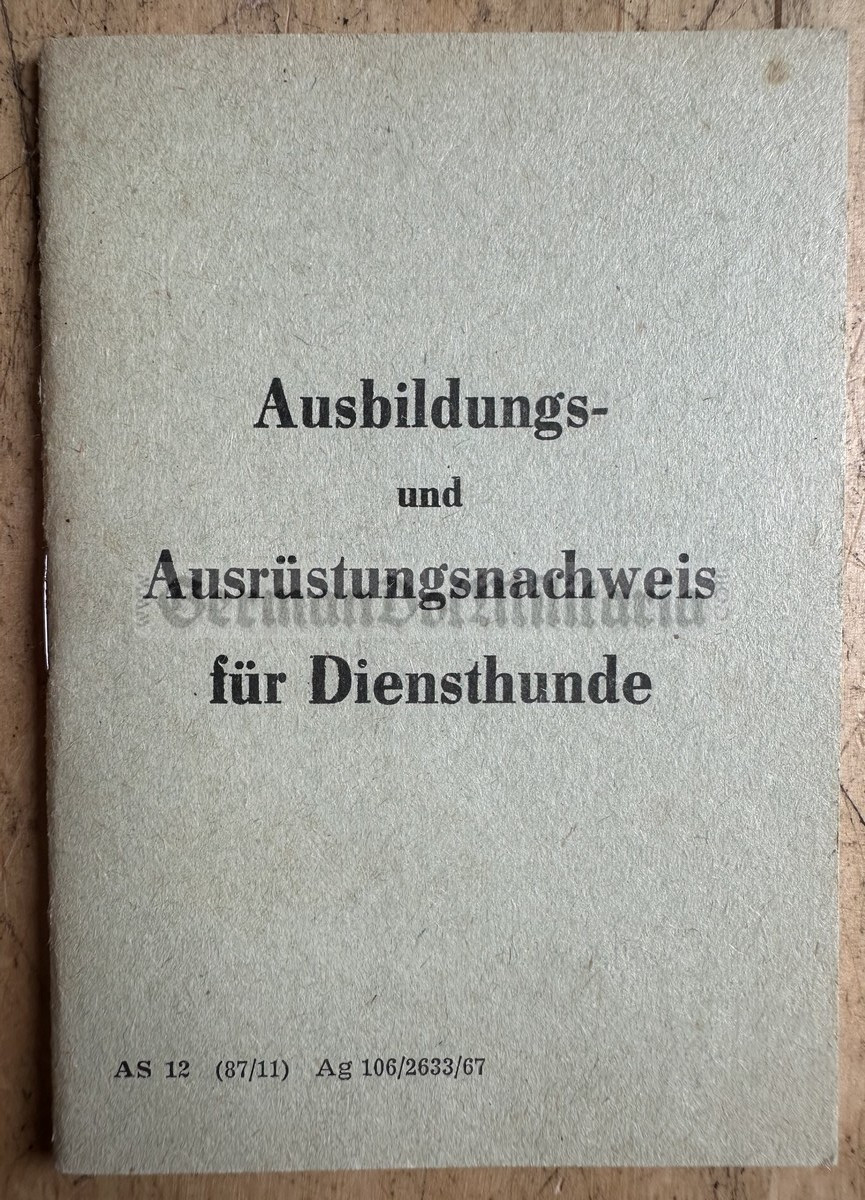 Ausbildungs-
und
Ausrüstungsnachweis
für Diensthunde
AS 12 (87/11) Ag 106/2633/67